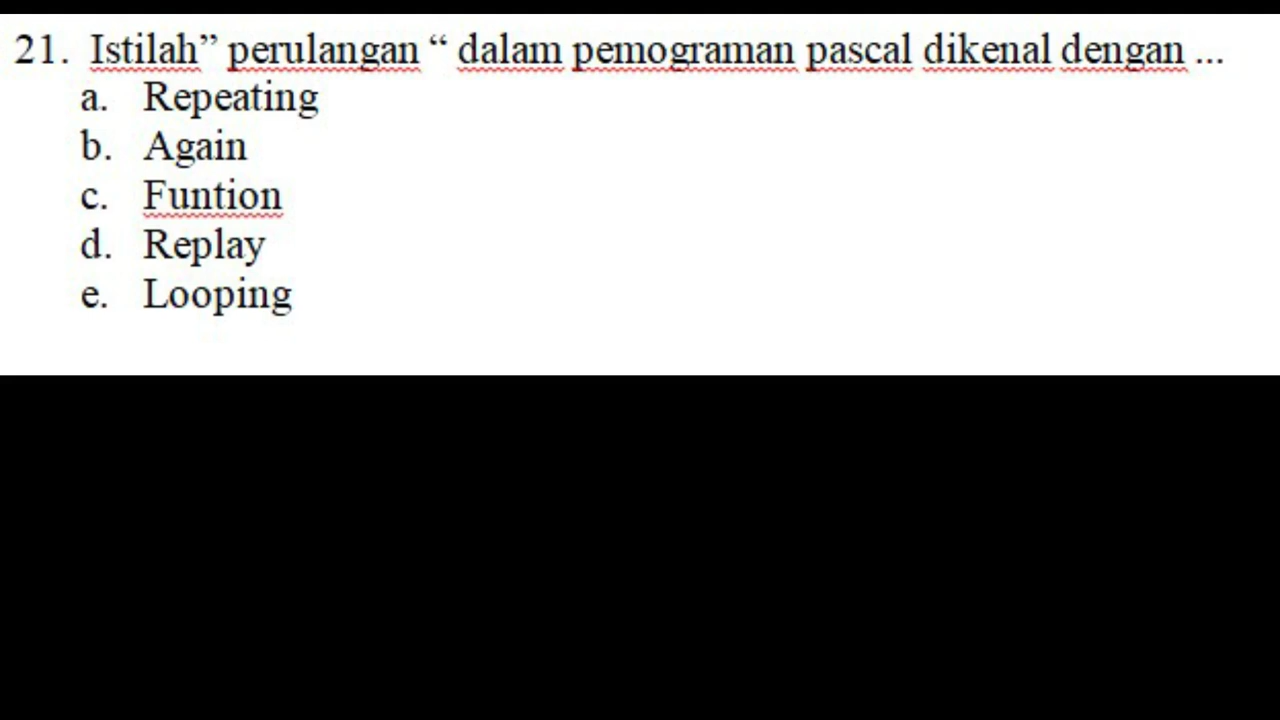 21. Istilah” perulangan “ dalam pemograman pascal dikenal dengan ...
a. Repeating
b. Again
c. Funtion
d. Replay
e. Looping